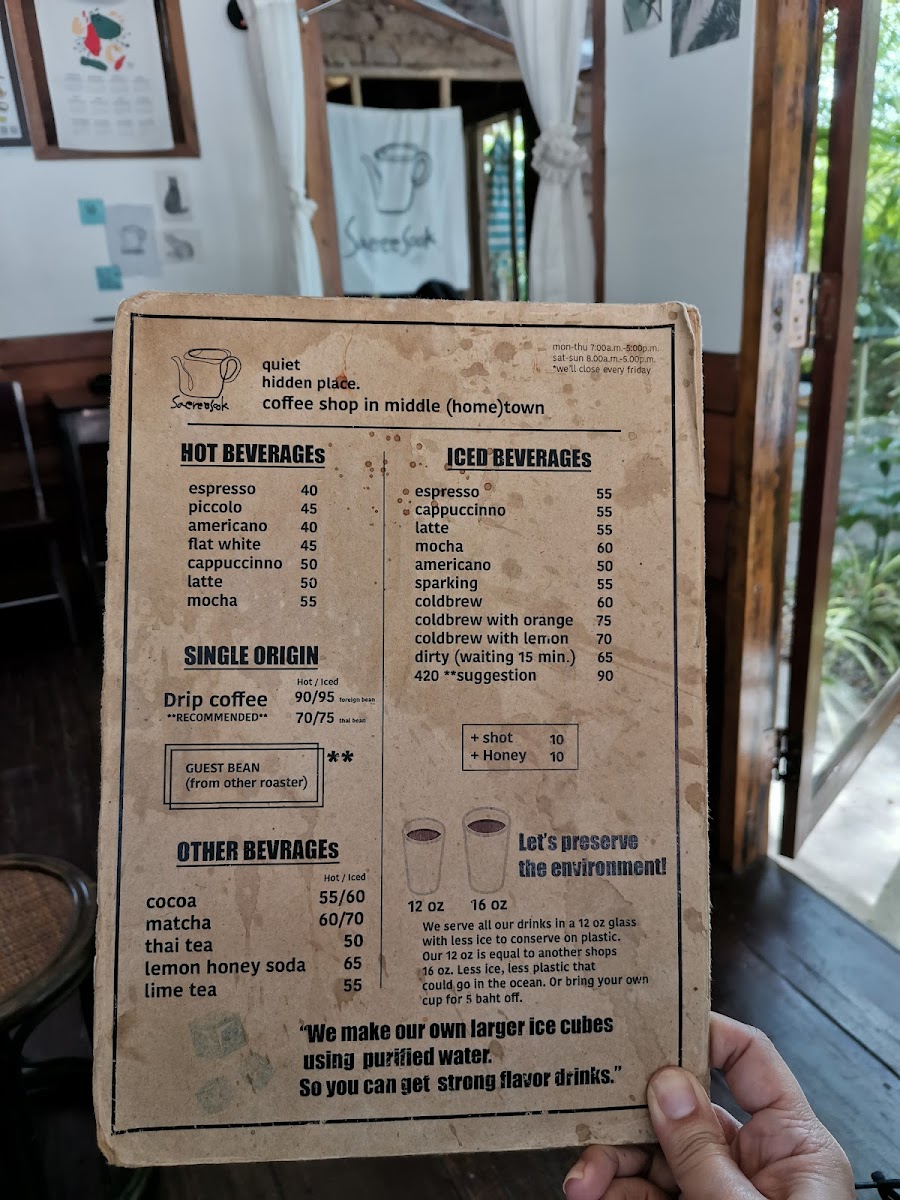 SaereeSook
SaereeSook
quiet
hidden place.
coffee shop in middle (home)town
mon-thu 7:00a.m.-5:00p.m.
sat-sun 8.00a.m.-5.00p.m.
*we'll close every friday
HOT BEVERAGEs
espresso 40
piccolo 45
americano 40
flat white 45
cappuccinno 50
latte 50
mocha 55
SINGLE ORIGIN
Hot / Iced
Drip coffee 90/95 foreign bean
**RECOMMENDED** 70/75 thai bean
GUEST BEAN **
(from other roaster)
OTHER BEVRAGEs
Hot / Iced
cocoa 55/60
matcha 60/70
thai tea 50
lemon honey soda 65
lime tea 55
ICED BEVERAGEs
espresso 55
cappuccinno 55
latte 55
mocha 60
americano 50
sparking 55
coldbrew 60
coldbrew with orange 75
coldbrew with lemon 70
dirty (waiting 15 min.) 65
420 **suggestion 90
+ shot 10
+ Honey 10
Let's preserve
the environment!
12 oz 16 oz
We serve all our drinks in a 12 oz glass
with less ice to conserve on plastic.
Our 12 oz is equal to another shops
16 oz. Less ice, less plastic that
could go in the ocean. Or bring your own
cup for 5 baht off.
"We make our own larger ice cubes
using purified water.
So you can get strong flavor drinks."